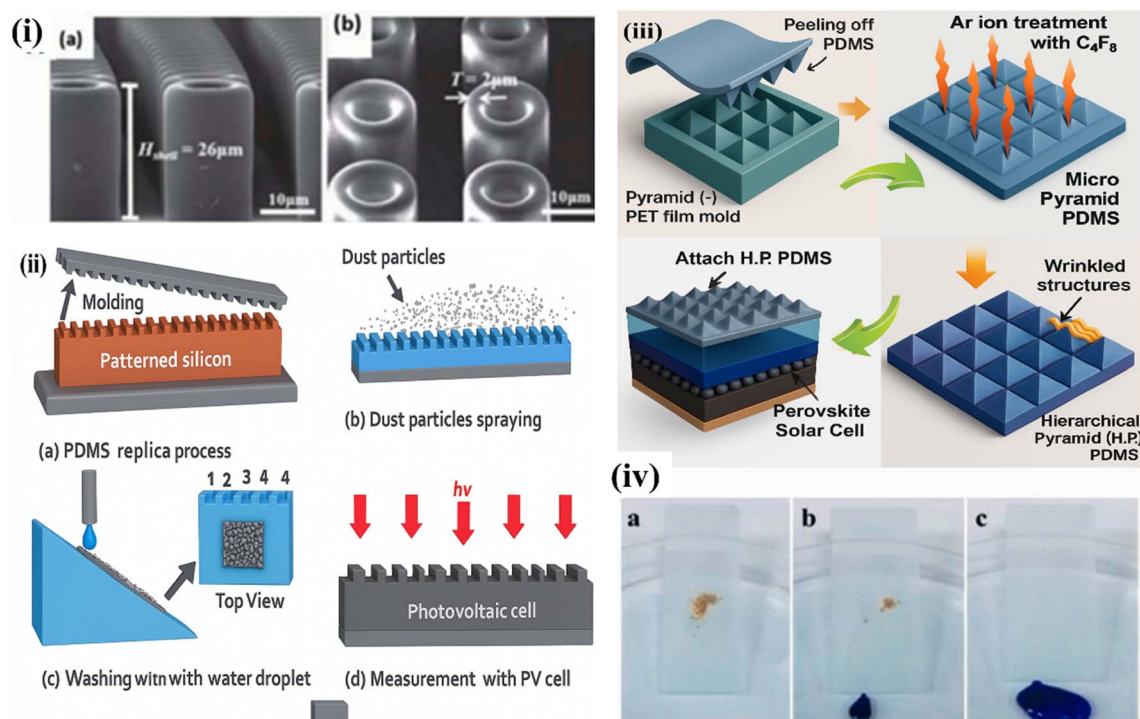 (i)
(a)
H_shell = 26µm
10µm
(b)
T = 2µm
10µm
(ii)
Molding
Patterned silicon
(a) PDMS replica process
Dust particles
(b) Dust particles spraying
1 2 3 4 4
Top View
(c) Washing witn with water droplet
hv
Photovoltaic cell
(d) Measurement with PV cell
(iii)
Peeling off
PDMS
Pyramid (-)
PET film mold
Ar ion treatment
with C₄F₈
Micro
Pyramid
PDMS
Attach H.P. PDMS
Perovskite
Solar Cell
Wrinkled
structures
Hierarchical
Pyramid (H.P.)
PDMS
(iv)
a
b
c